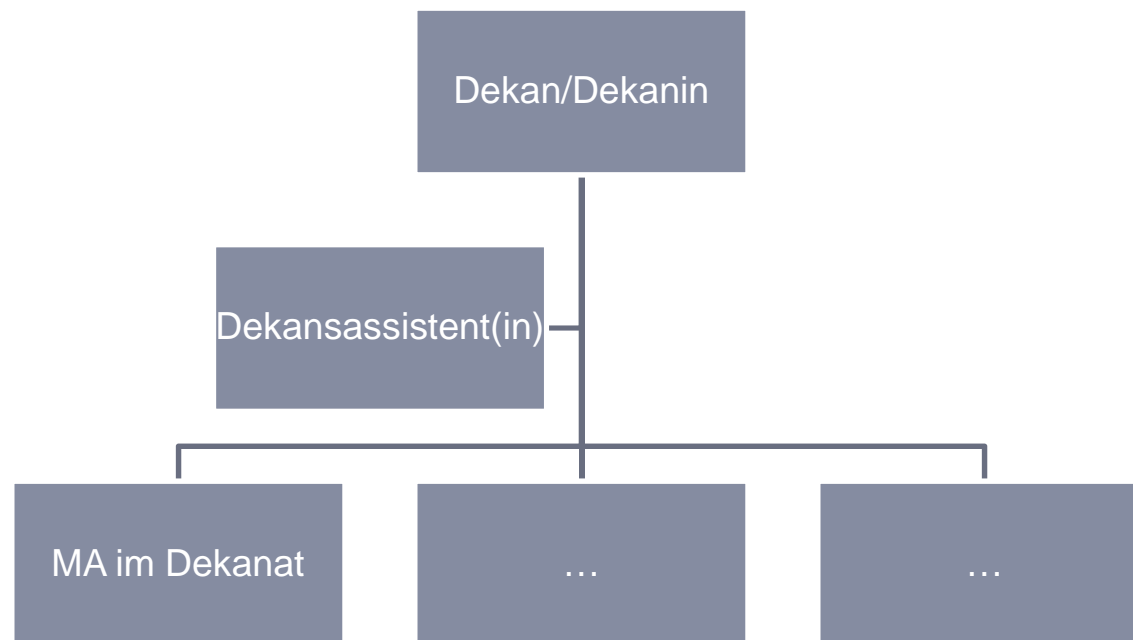 Dekan/Dekanin
Dekansassistent(in)
MA im Dekanat
…
…